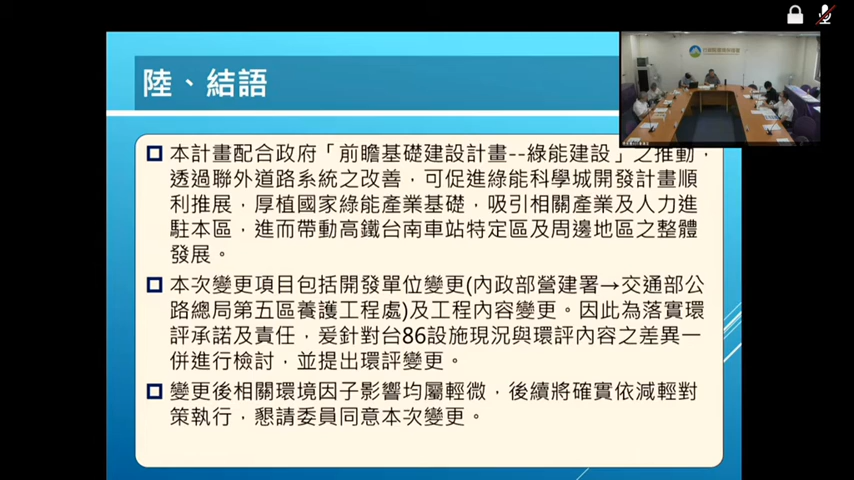 陸、結語
本計畫配合政府「前瞻基礎建設計畫--綠能建設」之推動，
透過聯外道路系統之改善，可促進綠能科學城開發計畫順
利推展，厚植國家綠能產業基礎，吸引相關產業及人力進
駐本區，進而帶動高鐵台南車站特定區及周邊地區之整體
發展。
本次變更項目包括開發單位變更(內政部營建署→交通部公
路總局第五區養護工程處)及工程內容變更。因此為落實環
評承諾及責任，爰針對台86設施現況與環評內容之差異一
併進行檢討，並提出環評變更。
變更後相關環境因子影響均屬輕微，後續將確實依減輕對
策執行，懇請委員同意本次變更。